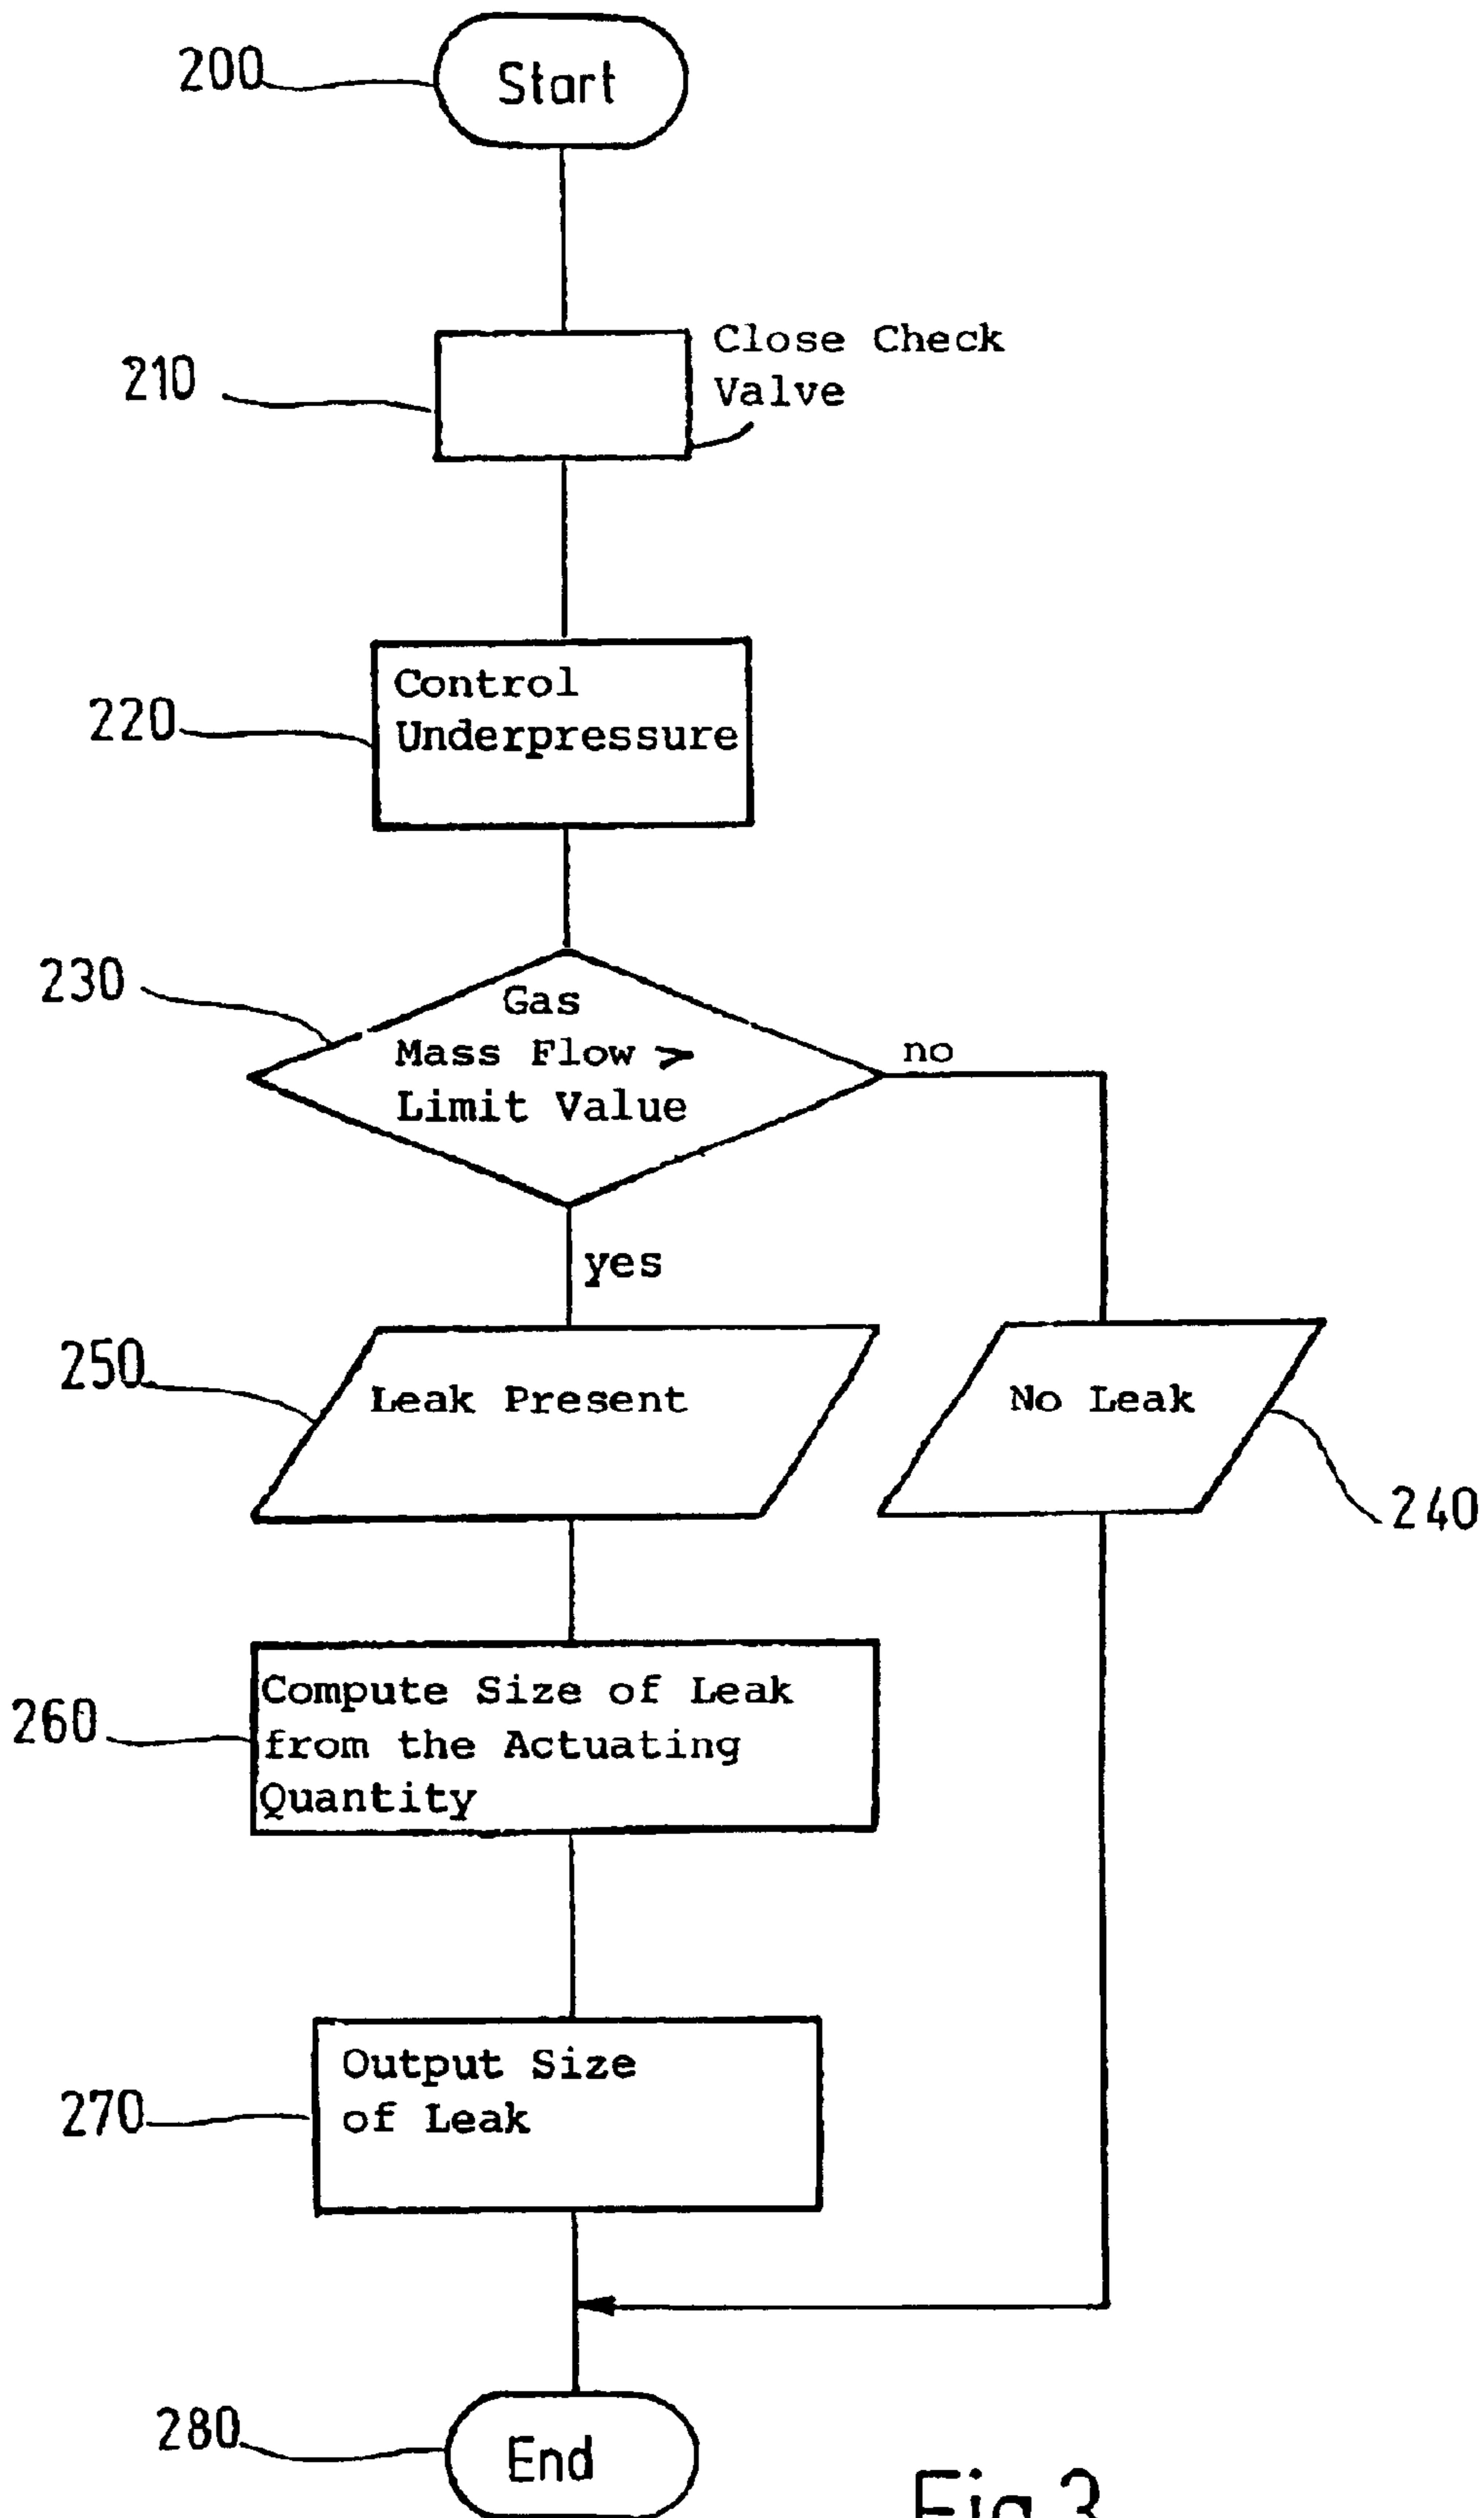 200
Start
210
Close Check
Valve
220
Control
Underpressure
230
Gas
Mass Flow >
Limit Value
no
yes
250
Leak Present
No Leak
240
260
Compute Size of Leak
from the Actuating
Quantity
270
Output Size
of Leak
280
End
Fig.3